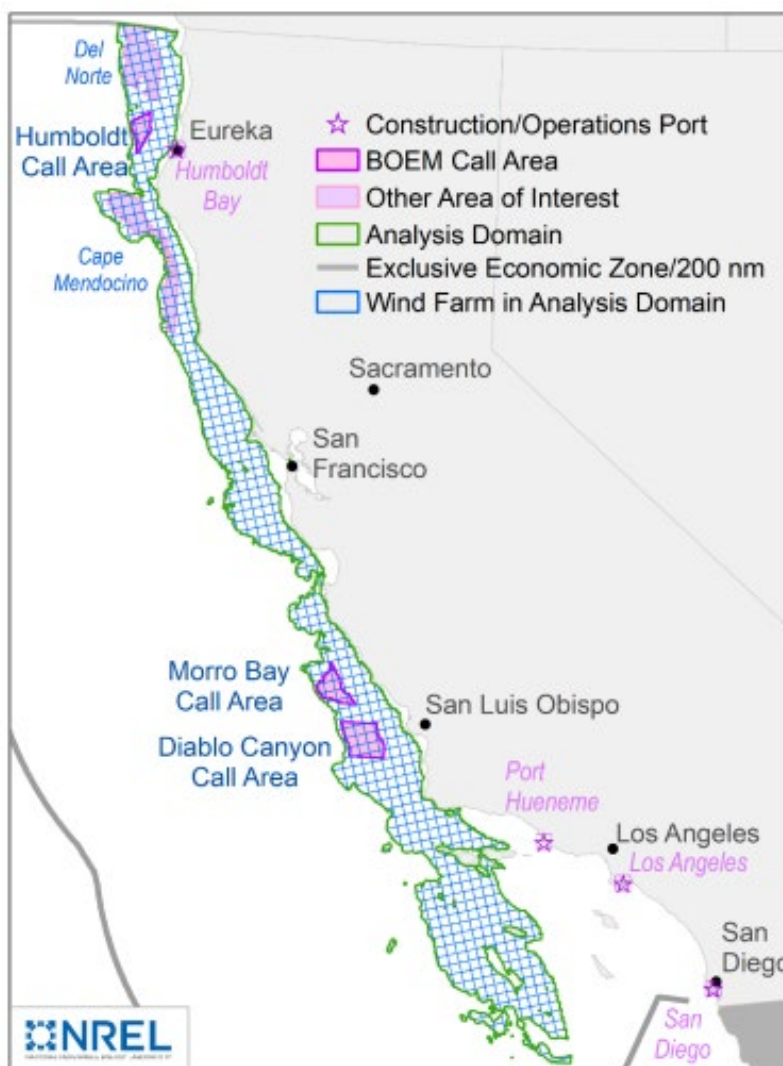 Del
Norte
Humboldt
Call Area
Eureka
Humboldt
Bay
Construction/Operations Port
BOEM Call Area
Other Area of Interest
Analysis Domain
Exclusive Economic Zone/200 nm
Wind Farm in Analysis Domain
Cape
Mendocino
Sacramento
San
Francisco
Morro Bay
Call Area
San Luis Obispo
Diablo Canyon
Call Area
Port
Hueneme
Los Angeles
Los Angeles
San
Diego
San
Diego
NREL